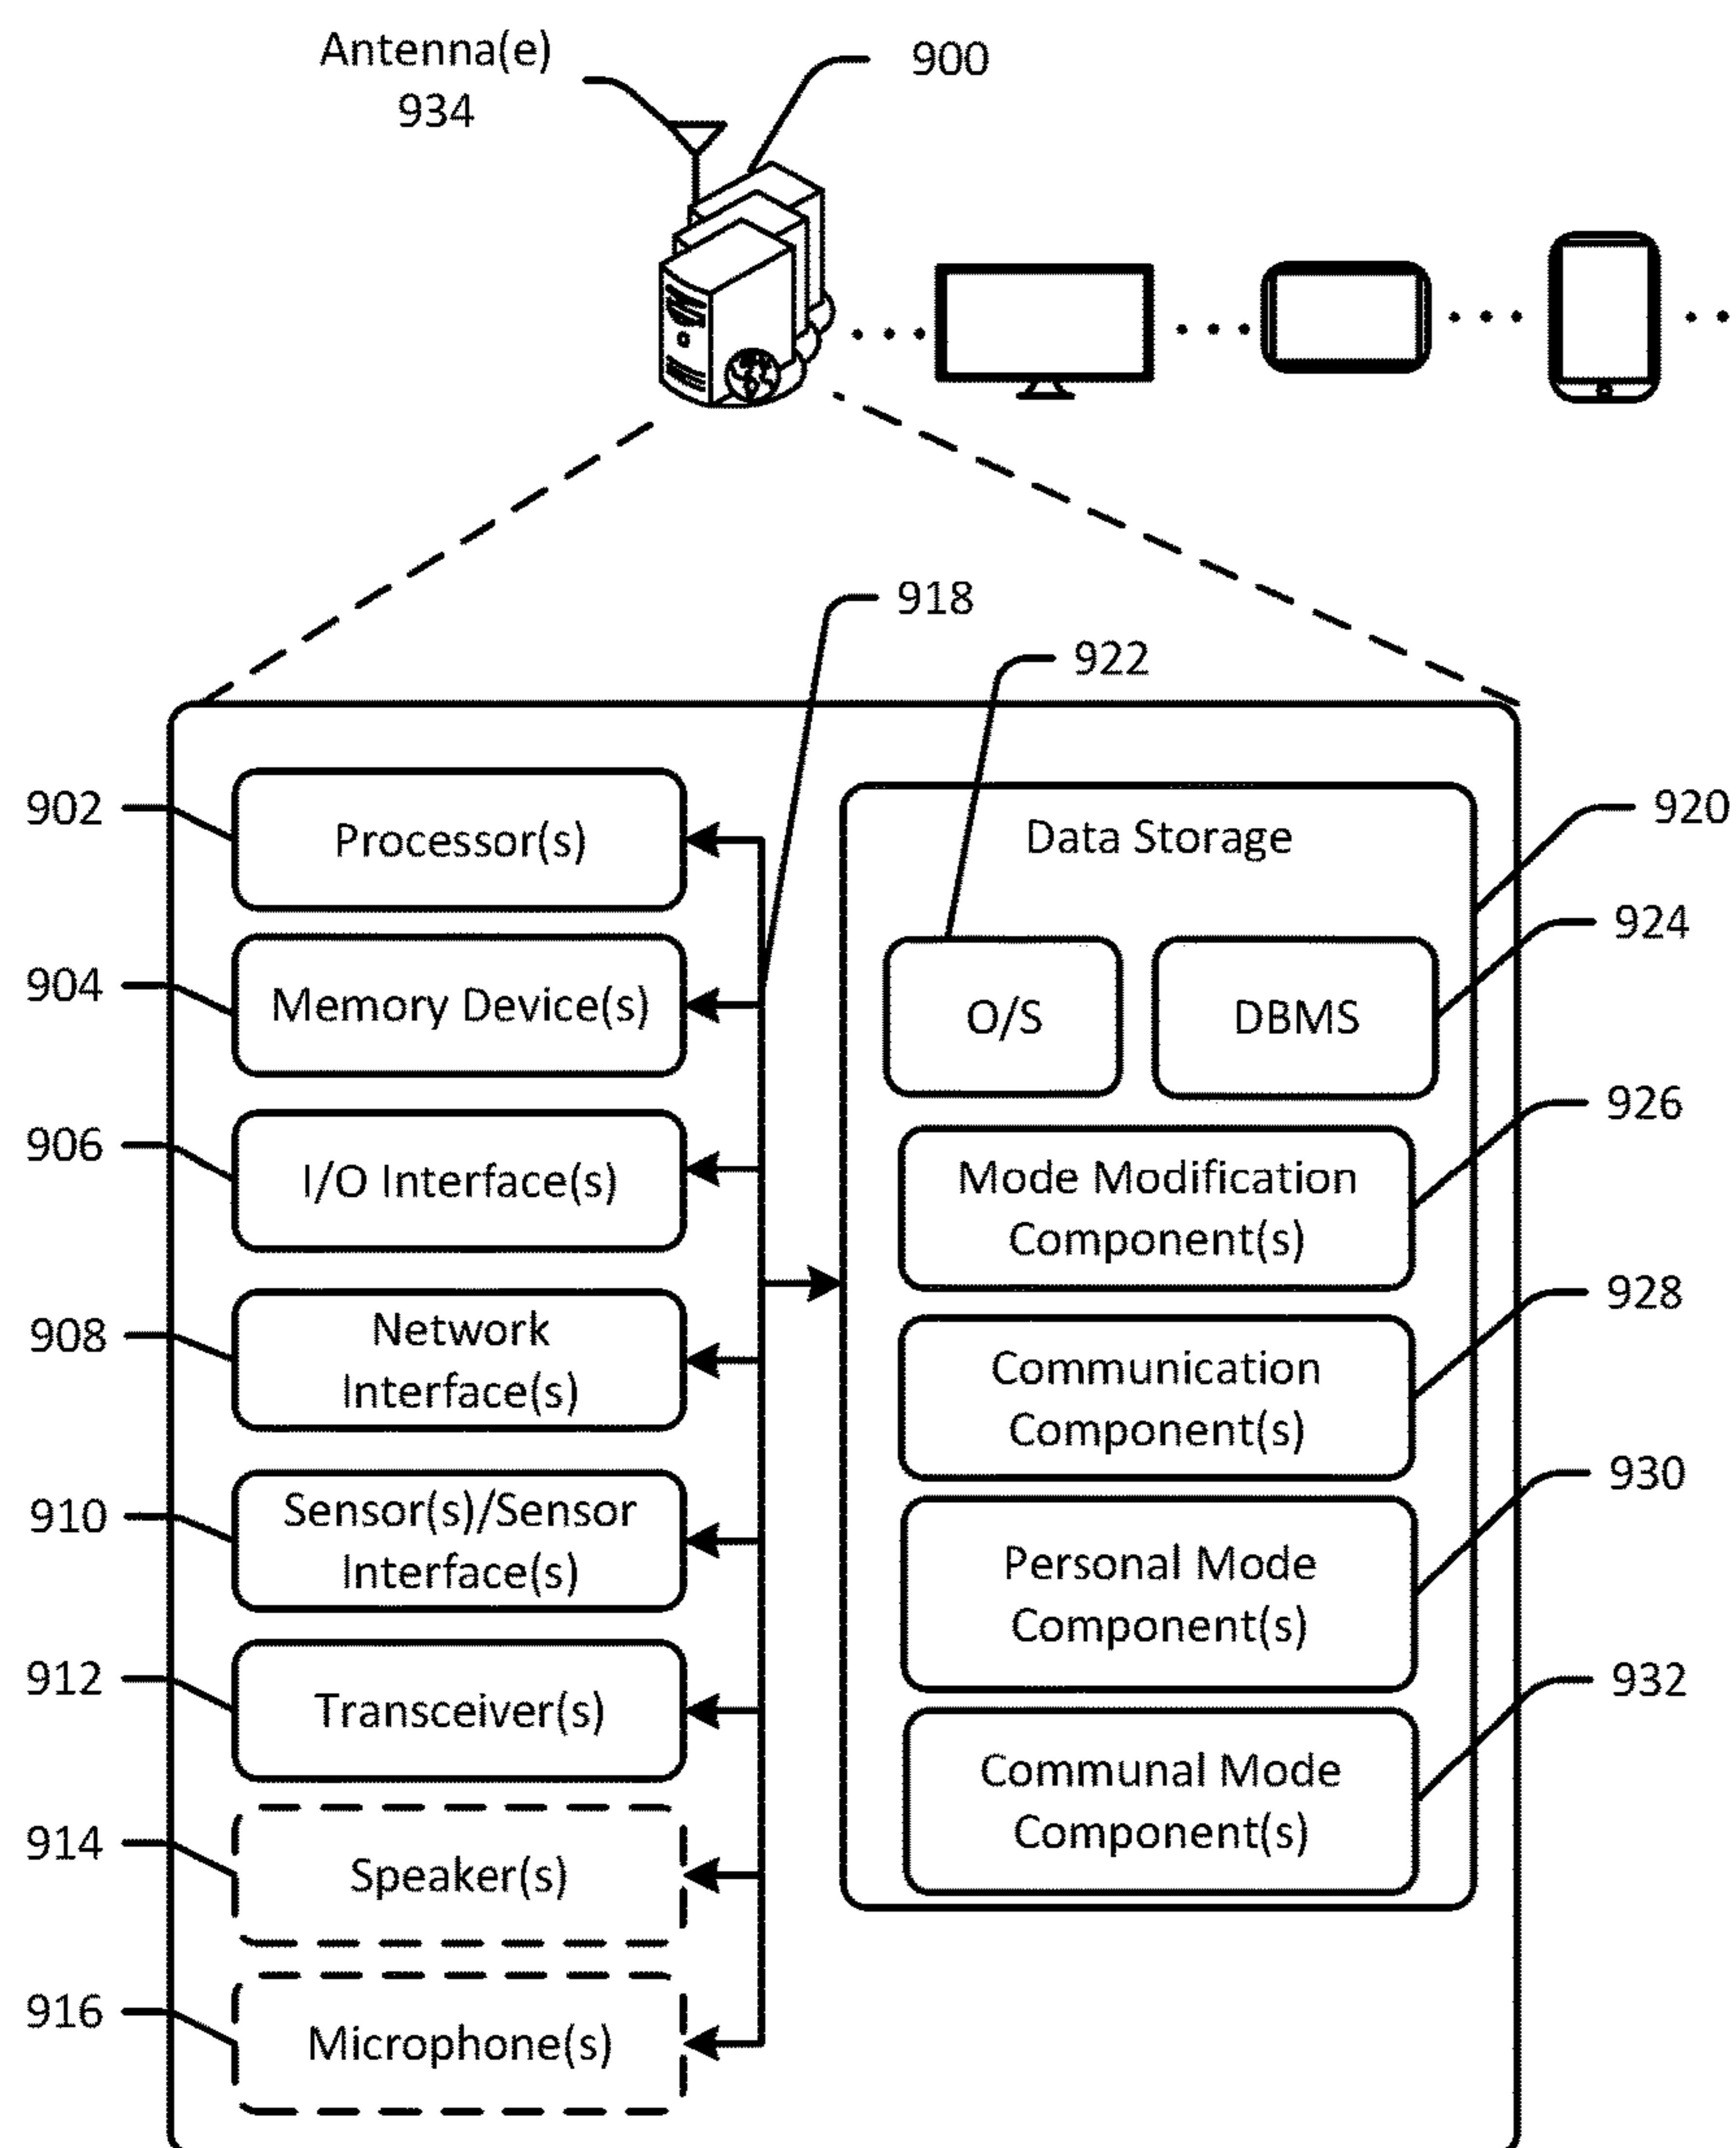 Antenna(e)
934
900
918
922
902
Processor(s)
904
Memory Device(s)
906
I/O Interface(s)
908
Network
Interface(s)
910
Sensor(s)/Sensor
Interface(s)
912
Transceiver(s)
914
Speaker(s)
916
Microphone(s)
Data Storage
920
O/S
DBMS
924
Mode Modification
Component(s)
926
Communication
Component(s)
928
Personal Mode
Component(s)
930
Communal Mode
Component(s)
932